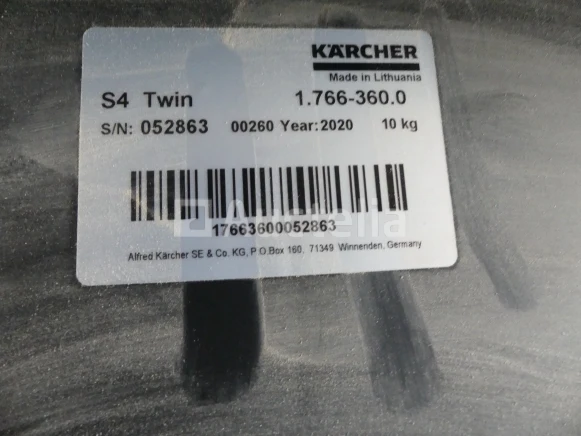 KÄRCHER
Made in Lithuania
S4 Twin 1.766-360.0
S/N: 052863 00260 Year:2020 10 kg
17663600052863
Alfred Kärcher SE & Co. KG, P.O.Box 160, 71349 Winnenden, Germany